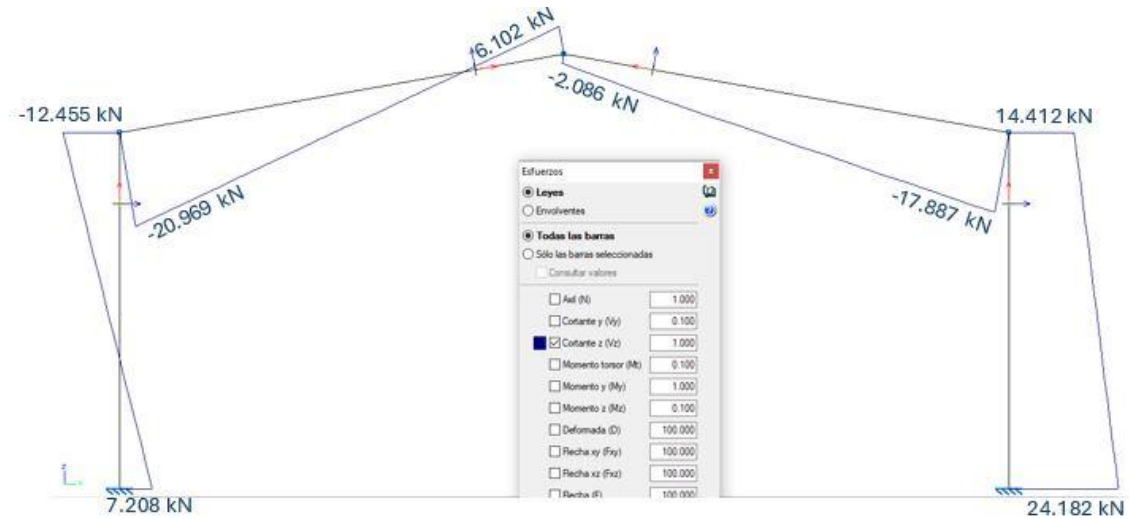 6.102 kN
-2.086 kN
-12.455 kN
14.412 kN
-20.969 kN
-17.887 kN
Esfuerzos
Leyes
Envolventes
Todas las barras
Sólo las barras seleccionadas
Consultar valores
Axil (N) 1.000
Cortante y (Vy) 0.100
Cortante z (Vz) 1.000
Momento torsor (Mt) 0.100
Momento y (My) 1.000
Momento z (Mz) 0.100
Deformada (D) 100.000
Flecha xy (Fxy) 100.000
Flecha xz (Fxz) 100.000
Flecha (F) 100.000
7.208 kN
24.182 kN